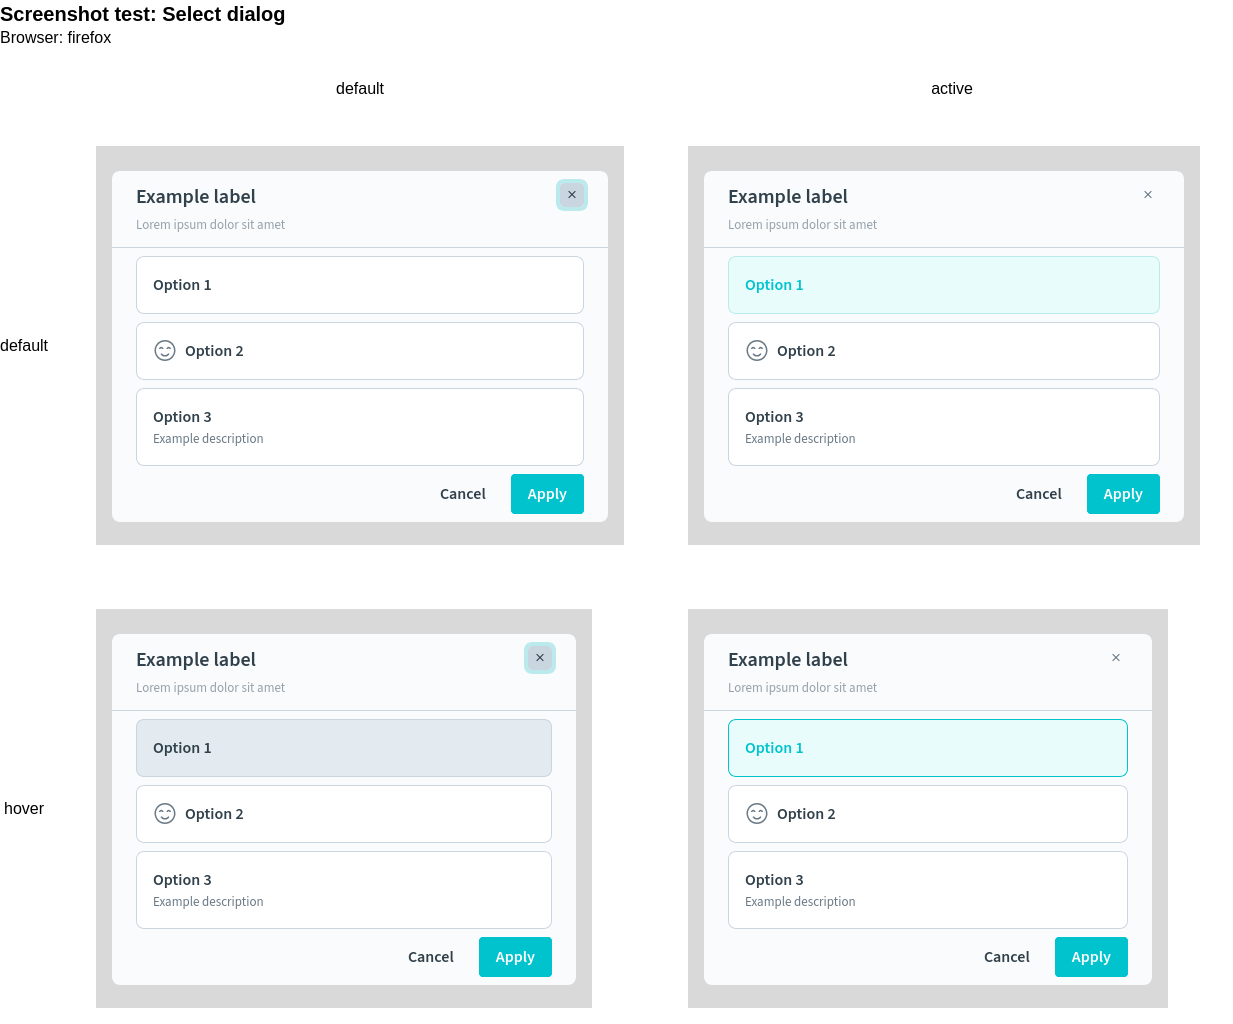 Screenshot test: Select dialog
Browser: firefox
default
active
default
Example label
×
Lorem ipsum dolor sit amet
Option 1
Option 2
Option 3
Example description
Cancel
Apply
Example label
×
Lorem ipsum dolor sit amet
Option 1
Option 2
Option 3
Example description
Cancel
Apply
hover
Example label
×
Lorem ipsum dolor sit amet
Option 1
Option 2
Option 3
Example description
Cancel
Apply
Example label
×
Lorem ipsum dolor sit amet
Option 1
Option 2
Option 3
Example description
Cancel
Apply